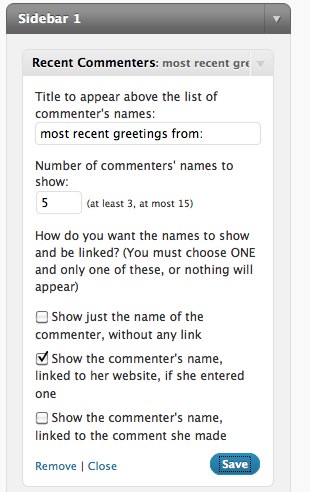 Sidebar 1
Recent Commenters: most recent gre
Title to appear above the list of
commenter's names:
most recent greetings from:
Number of commenters' names to
show:
5 (at least 3, at most 15)
How do you want the names to show
and be linked? (You must choose ONE
and only one of these, or nothing will
appear)
Show just the name of the
commenter, without any link
Show the commenter's name,
linked to her website, if she entered
one
Show the commenter's name,
linked to the comment she made
Remove | Close Save